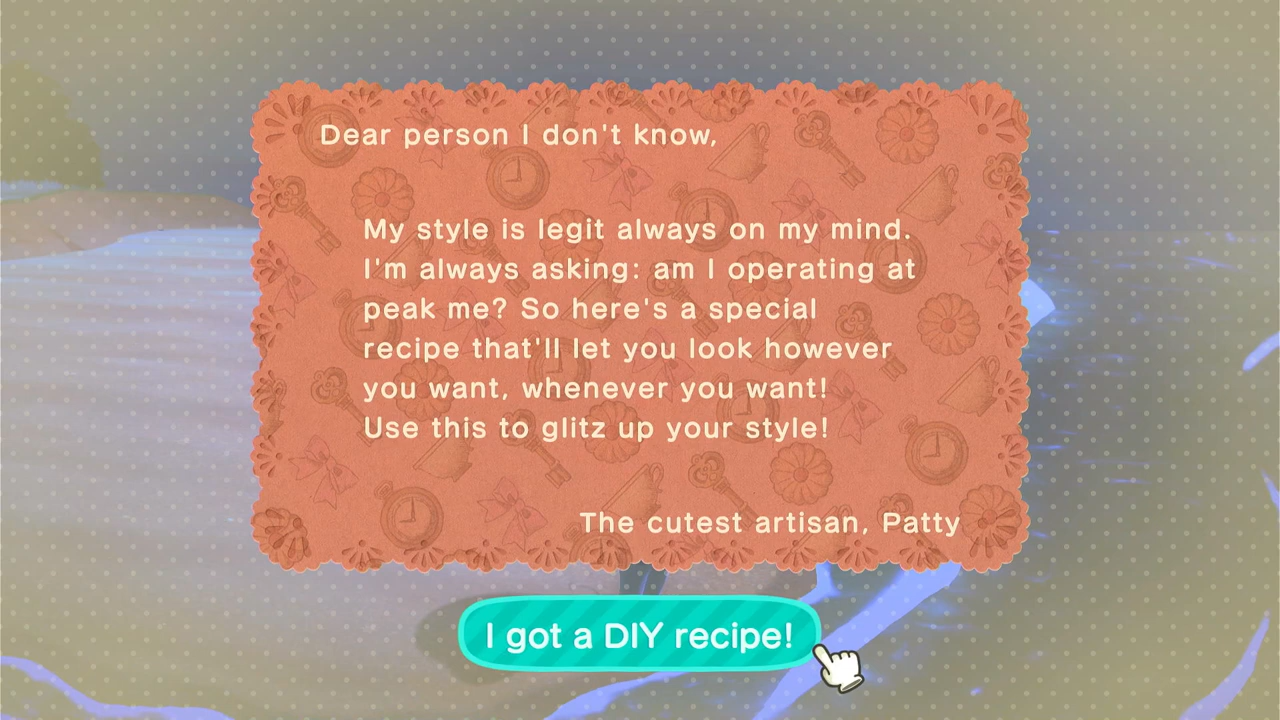 Dear person I don't know,
My style is legit always on my mind.
I'm always asking: am I operating at
peak me? So here's a special
recipe that'll let you look however
you want, whenever you want!
Use this to glitz up your style!
The cutest artisan, Patty
I got a DIY recipe!